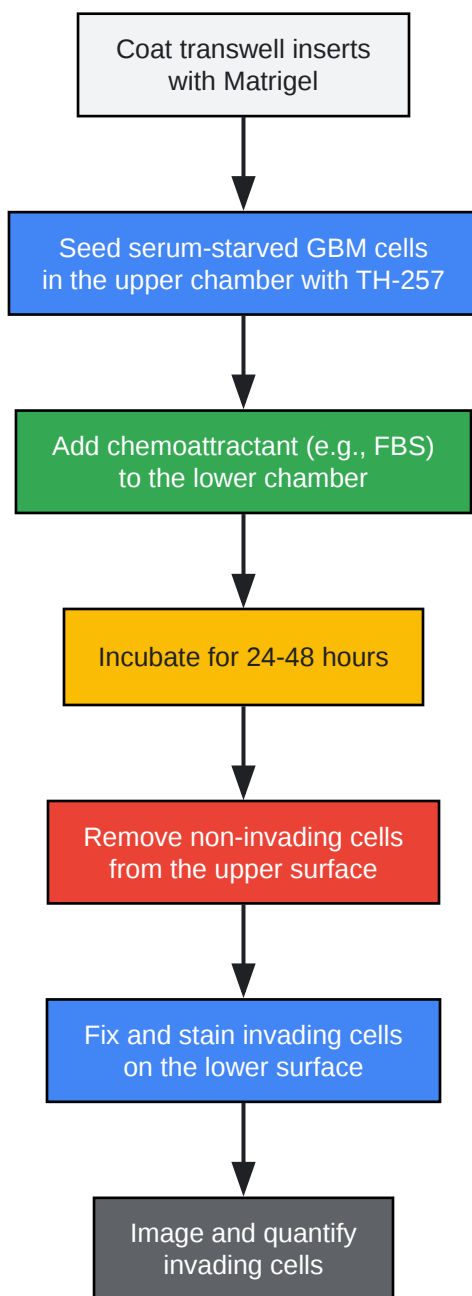 Coat transwell inserts
with Matrigel
Seed serum-starved GBM cells
in the upper chamber with TH-257
Add chemoattractant (e.g., FBS)
to the lower chamber
Incubate for 24-48 hours
Remove non-invading cells
from the upper surface
Fix and stain invading cells
on the lower surface
Image and quantify
invading cells